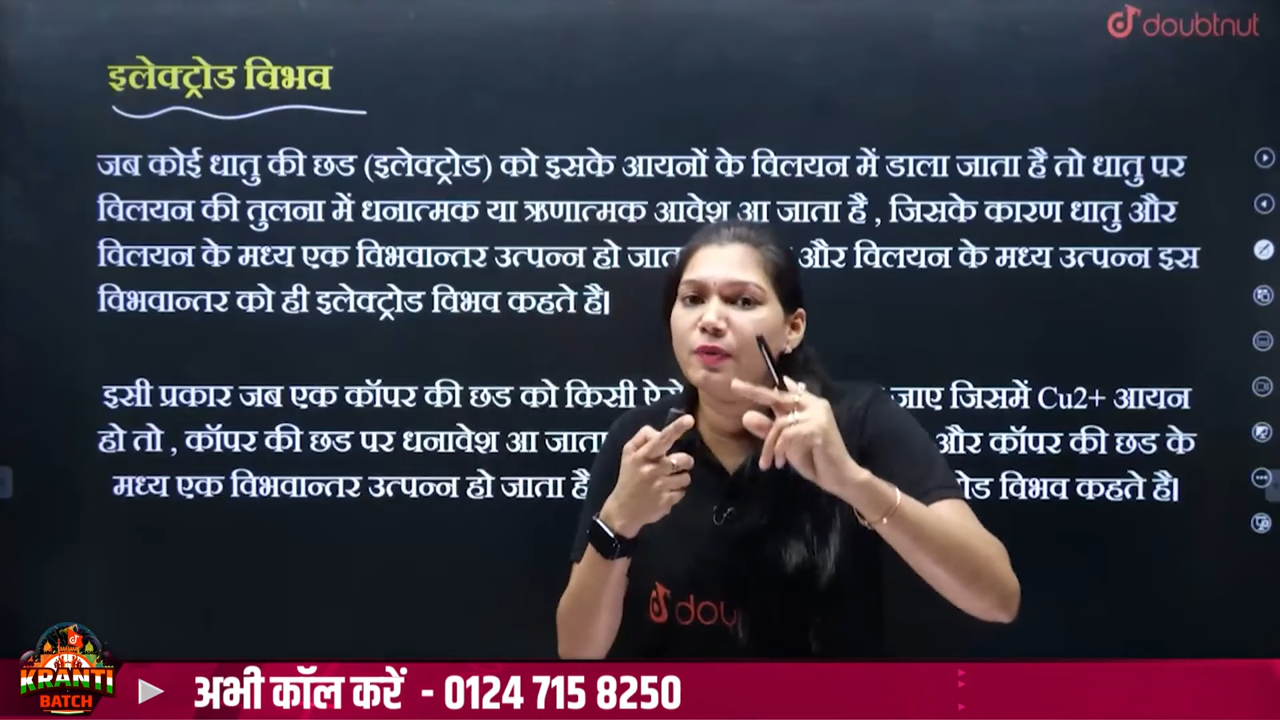 doubtnut
इलेक्ट्रोड विभव
जब कोई धातु की छड (इलेक्ट्रोड) को इसके आयनों के विलयन में डाला जाता है तो धातु पर
विलयन की तुलना में धनात्मक या ऋणात्मक आवेश आ जाता है , जिसके कारण धातु और
विलयन के मध्य एक विभवान्तर उत्पन्न हो और विलयन के मध्य उत्पन्न इस
विभवान्तर को ही इलेक्ट्रोड विभव कहते है।
इसी प्रकार जब एक कॉपर की छड को किसी जाए जिसमें Cu2+ आयन
हो तो , कॉपर की छड पर धनावेश आ और कॉपर की छड के
मध्य एक विभवान्तर उत्पन्न हो जाता विभव कहते है।
KRANTI
BATCH
अभी कॉल करें - 0124 715 8250